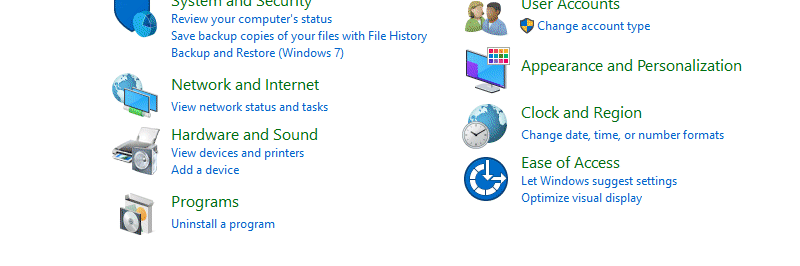 System and Security
Review your computer's status
Save backup copies of your files with File History
Backup and Restore (Windows 7)
Network and Internet
View network status and tasks
Hardware and Sound
View devices and printers
Add a device
Programs
Uninstall a program
User Accounts
Change account type
Appearance and Personalization
Clock and Region
Change date, time, or number formats
Ease of Access
Let Windows suggest settings
Optimize visual display